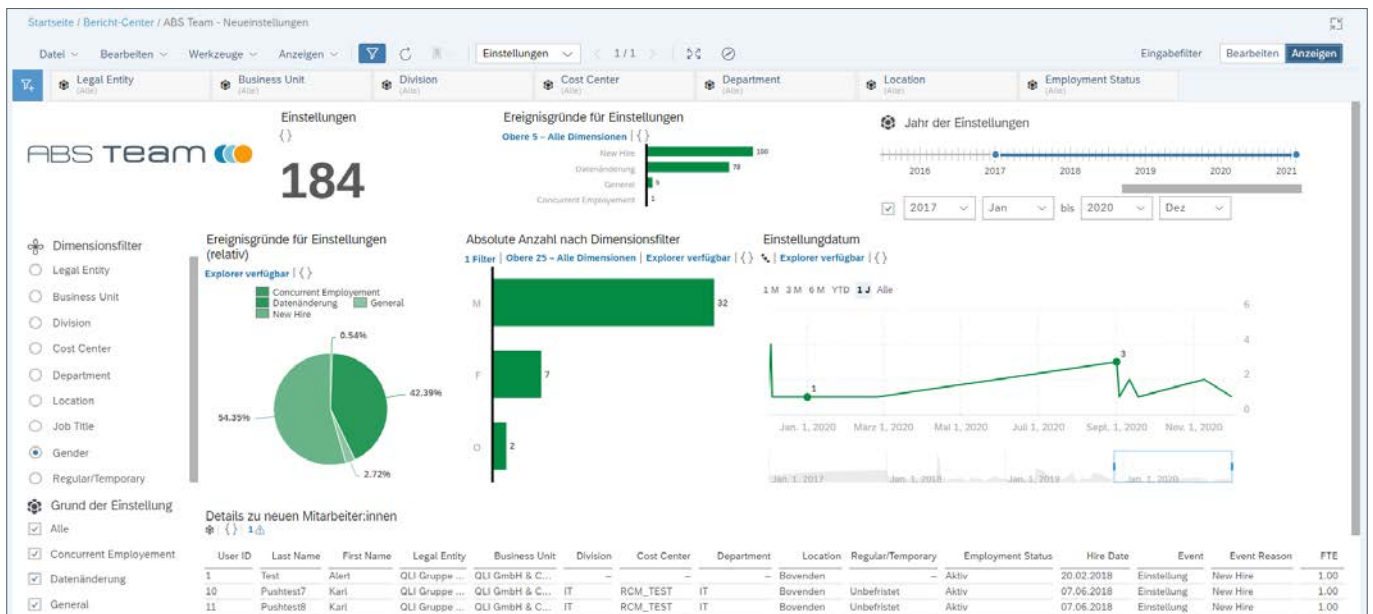 Startseite / Bericht-Center / ABS Team - Neueinstellungen
Datei Bearbeiten Werkzeuge Anzeigen Einstellungen 1/1 Eingabefilter Bearbeiten Anzeigen
Legal Entity Business Unit Division Cost Center Department Location Employment Status
(Alle) (Alle) (Alle) (Alle) (Alle) (Alle) (Alle)
ABS Team
Einstellungen
184
Ereignisgründe für Einstellungen
Obere 5 – Alle Dimensionen
New Hire 100
Datenänderung 78
General 5
Concurrent Employement 1
Jahr der Einstellungen
2016 2017 2018 2019 2020 2021
2017 Jan bis 2020 Dez
Dimensionsfilter
Legal Entity
Business Unit
Division
Cost Center
Department
Location
Job Title
Gender
Regular/Temporary
Ereignisgründe für Einstellungen
(relativ)
Explorer verfügbar
Concurrent Employement
Datenänderung General
New Hire
0.54%
42.39%
54.35%
2.72%
Absolute Anzahl nach Dimensionsfilter
1 Filter | Obere 25 – Alle Dimensionen | Explorer verfügbar
M 32
F 7
O 2
Einstellungdatum
Explorer verfügbar
1 M 3 M 6 M YTD 1 J Alle
6
4
3
2
1
0
Jan. 1, 2020 März 1, 2020 Mai 1, 2020 Juli 1, 2020 Sept. 1, 2020 Nov. 1, 2020
Jan. 1, 2017 Jan. 1, 2018 Jan. 1, 2019 Jan. 1, 2020
Grund der Einstellung
Alle
Concurrent Employement
Datenänderung
General
Details zu neuen Mitarbeiter:innen
1
User ID Last Name First Name Legal Entity Business Unit Division Cost Center Department Location Regular/Temporary Employment Status Hire Date Event Event Reason FTE
1 Test Alert QLI Gruppe ... QLI GmbH & C... – – – Bovenden – Aktiv 20.02.2018 Einstellung New Hire 1.00
10 Pushtest7 Karl QLI Gruppe ... QLI GmbH & C... IT RCM_TEST IT Bovenden Unbefristet Aktiv 07.06.2018 Einstellung New Hire 1.00
11 Pushtest8 Karl QLI Gruppe ... QLI GmbH & C... IT RCM_TEST IT Bovenden Unbefristet Aktiv 07.06.2018 Einstellung New Hire 1.00